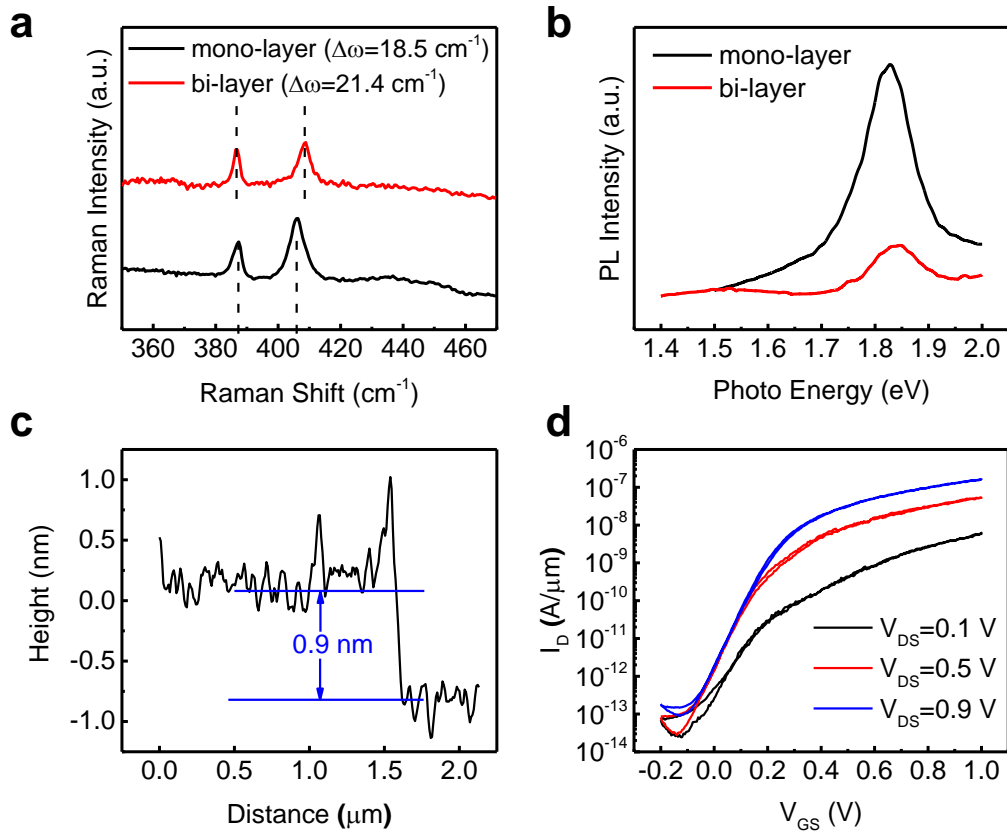 a
mono-layer (Δω=18.5 cm⁻¹)
bi-layer (Δω=21.4 cm⁻¹)
Raman Intensity (a.u.)
360 380 400 420 440 460
Raman Shift (cm⁻¹)
b
mono-layer
bi-layer
PL Intensity (a.u.)
1.4 1.5 1.6 1.7 1.8 1.9 2.0
Photo Energy (eV)
c
1.0
0.5
0.0
-0.5
-1.0
Height (nm)
0.9 nm
0.0 0.5 1.0 1.5 2.0
Distance (μm)
d
10⁻⁶
10⁻⁷
10⁻⁸
10⁻⁹
10⁻¹⁰
10⁻¹¹
10⁻¹²
10⁻¹³
10⁻¹⁴
I_D (A/μm)
V_DS=0.1 V
V_DS=0.5 V
V_DS=0.9 V
-0.2 0.0 0.2 0.4 0.6 0.8 1.0
V_GS (V)